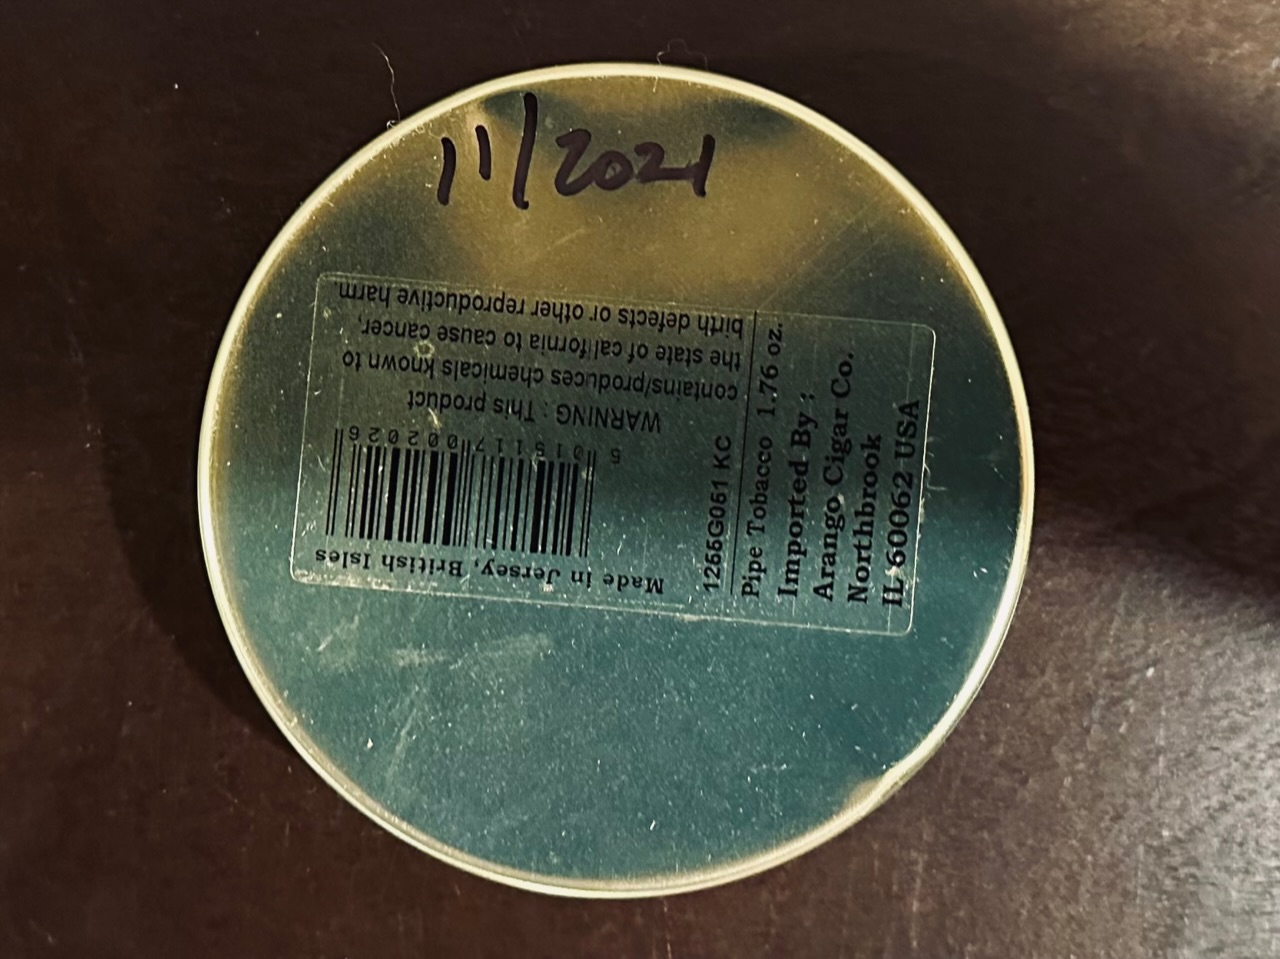 11/2021
Made in Jersey, British Isles
5 015117 002026
WARNING : This product
contains/produces chemicals known to
the state of california to cause cancer,
birth defects or other reproductive harm.
1255G051 KC
Pipe Tobacco 1.76 oz.
Imported By :
Arango Cigar Co.
Northbrook
IL 60062 USA